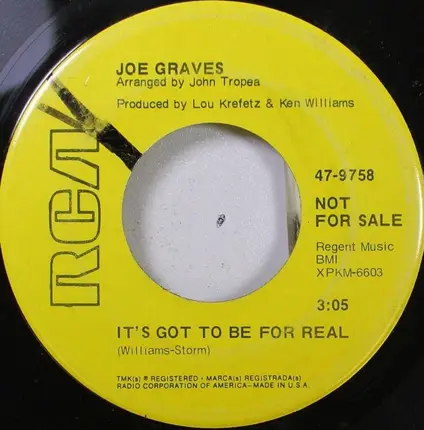 JOE GRAVES
Arranged by John Tropea
Produced by Lou Krefetz & Ken Williams
RCA
47-9758
NOT
FOR SALE
Regent Music
BMI
XPKM-6603
3:05
IT'S GOT TO BE FOR REAL
(Williams-Storm)
TMK(s) ® REGISTERED • MARCA(s) REGISTRADA(s)
RADIO CORPORATION OF AMERICA—MADE IN U.S.A.